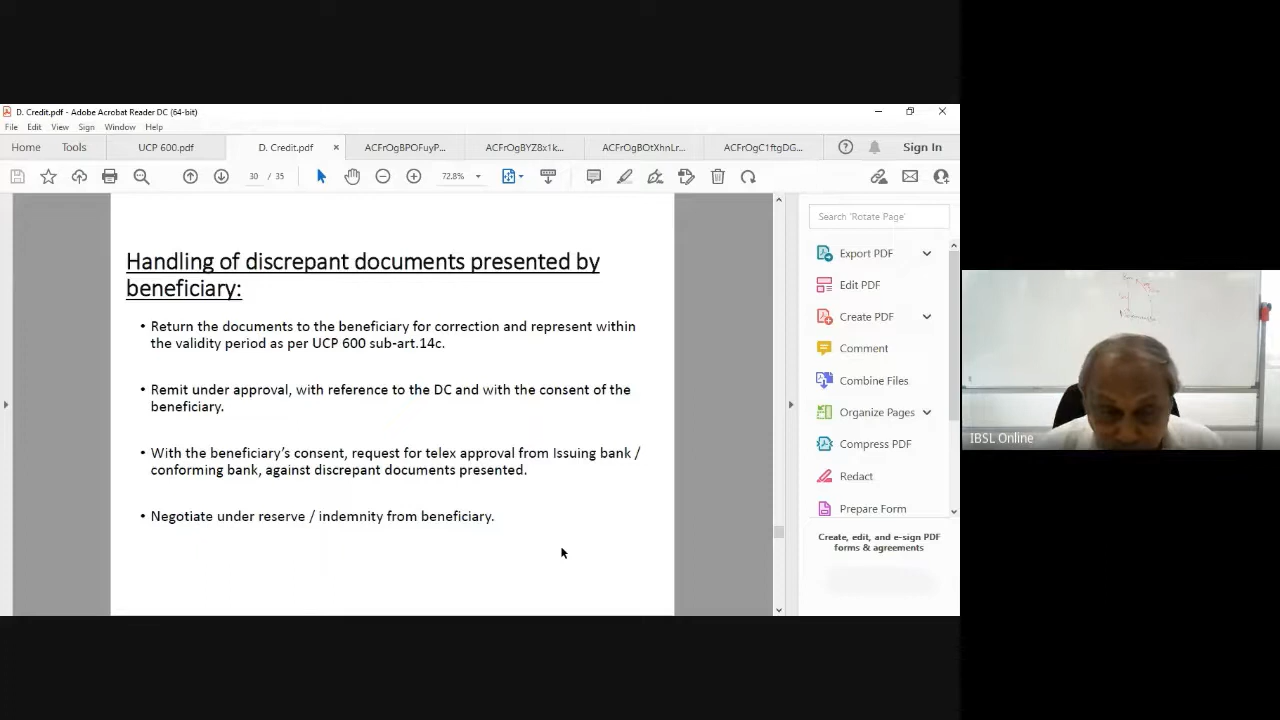 D. Credit.pdf - Adobe Acrobat Reader DC (64-bit)
File Edit View Sign Window Help
Home Tools UCP 600.pdf D. Credit.pdf × ACFrOgBPOFuyP... ACFrOgBYZ8x1k... ACFrOgBOtXhnLr... ACFrOgC1ftgDG... Sign In
30 / 35 72.8%
Handling of discrepant documents presented by
beneficiary:
• Return the documents to the beneficiary for correction and represent within
the validity period as per UCP 600 sub-art.14c.
• Remit under approval, with reference to the DC and with the consent of the
beneficiary.
• With the beneficiary’s consent, request for telex approval from Issuing bank /
conforming bank, against discrepant documents presented.
• Negotiate under reserve / indemnity from beneficiary.
Search 'Rotate Page'
Export PDF
Edit PDF
Create PDF
Comment
Combine Files
Organize Pages
Compress PDF
Redact
Prepare Form
Create, edit, and e-sign PDF
forms & agreements
IBSL Online